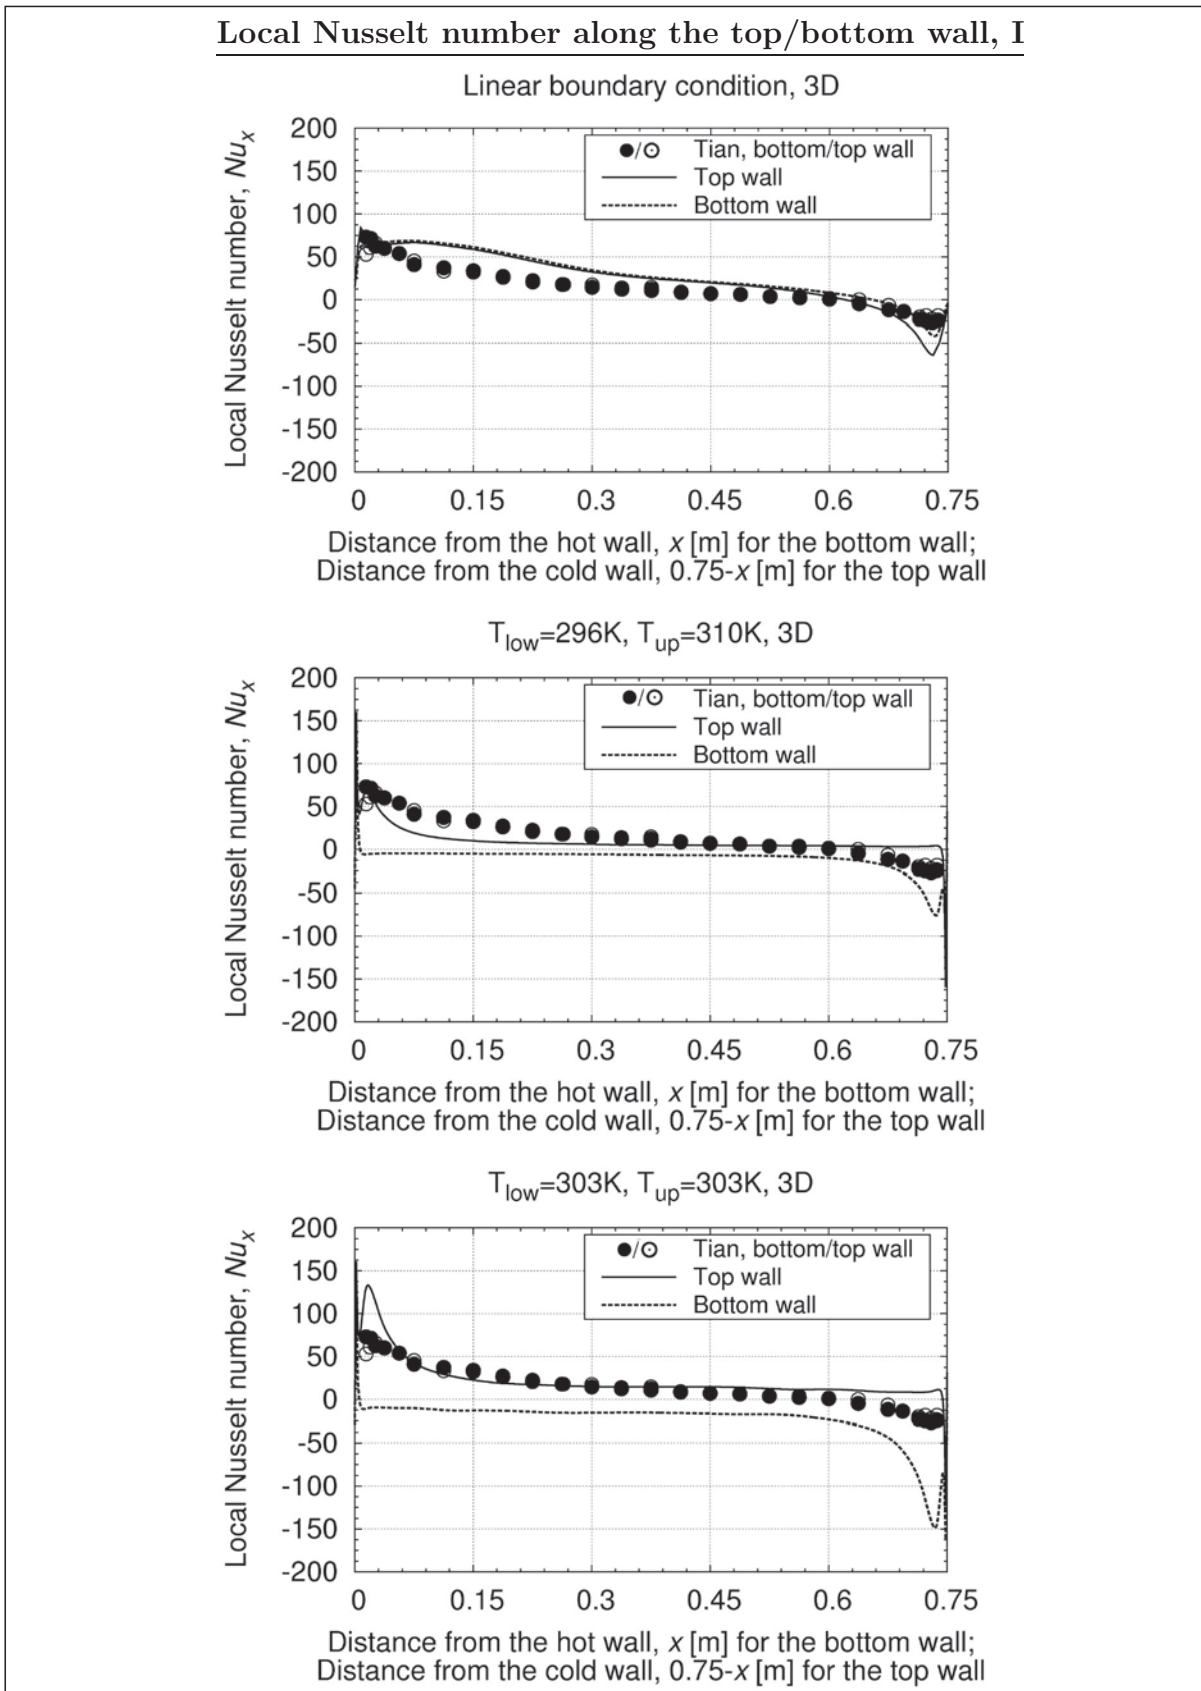 Local Nusselt number along the top/bottom wall, I
Linear boundary condition, 3D
Local Nusselt number, Nu_x
200
150
100
50
0
-50
-100
-150
-200
●/⊙ Tian, bottom/top wall
Top wall
Bottom wall
0 0.15 0.3 0.45 0.6 0.75
Distance from the hot wall, x [m] for the bottom wall;
Distance from the cold wall, 0.75-x [m] for the top wall
T_low=296K, T_up=310K, 3D
Local Nusselt number, Nu_x
200
150
100
50
0
-50
-100
-150
-200
●/⊙ Tian, bottom/top wall
Top wall
Bottom wall
0 0.15 0.3 0.45 0.6 0.75
Distance from the hot wall, x [m] for the bottom wall;
Distance from the cold wall, 0.75-x [m] for the top wall
T_low=303K, T_up=303K, 3D
Local Nusselt number, Nu_x
200
150
100
50
0
-50
-100
-150
-200
●/⊙ Tian, bottom/top wall
Top wall
Bottom wall
0 0.15 0.3 0.45 0.6 0.75
Distance from the hot wall, x [m] for the bottom wall;
Distance from the cold wall, 0.75-x [m] for the top wall